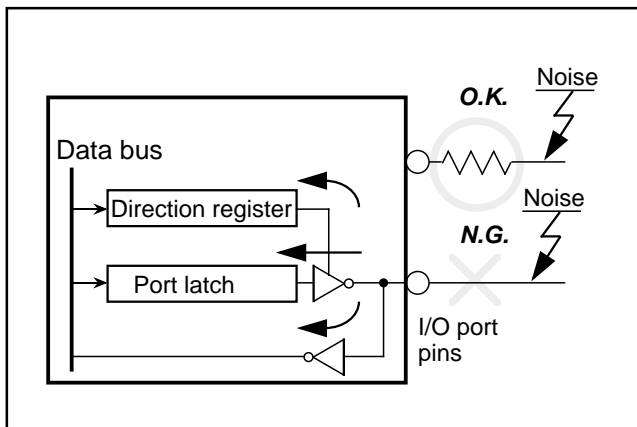 Noise
O.K.
Data bus
Noise
Direction register
N.G.
Port latch
I/O port
pins